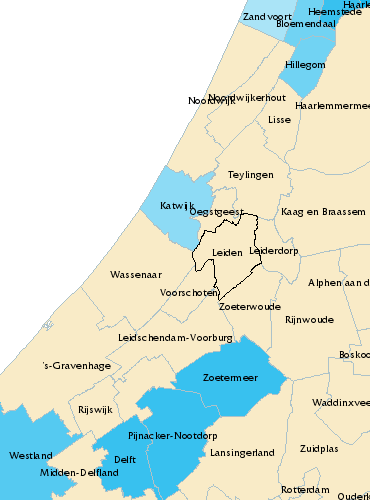 Haarle
Heemstede
Zandvoort
Bloemendaal
Hillegom
Noordwijkerhout
Noordwijk
Haarlemmermee
Lisse
Teylingen
Katwijk
Oegstgeest
Kaag en Braassem
Leiden
Leiderdorp
Wassenaar
Alphen aan d
Voorschoten
Zoeterwoude
Rijnwoude
Leidschendam-Voorburg
Boskoo
's-Gravenhage
Zoetermeer
Waddinxvee
Rijswijk
Pijnacker-Nootdorp
Zuidplas
Westland
Lansingerland
Delft
Midden-Delfland
Rotterdam
Ouderk